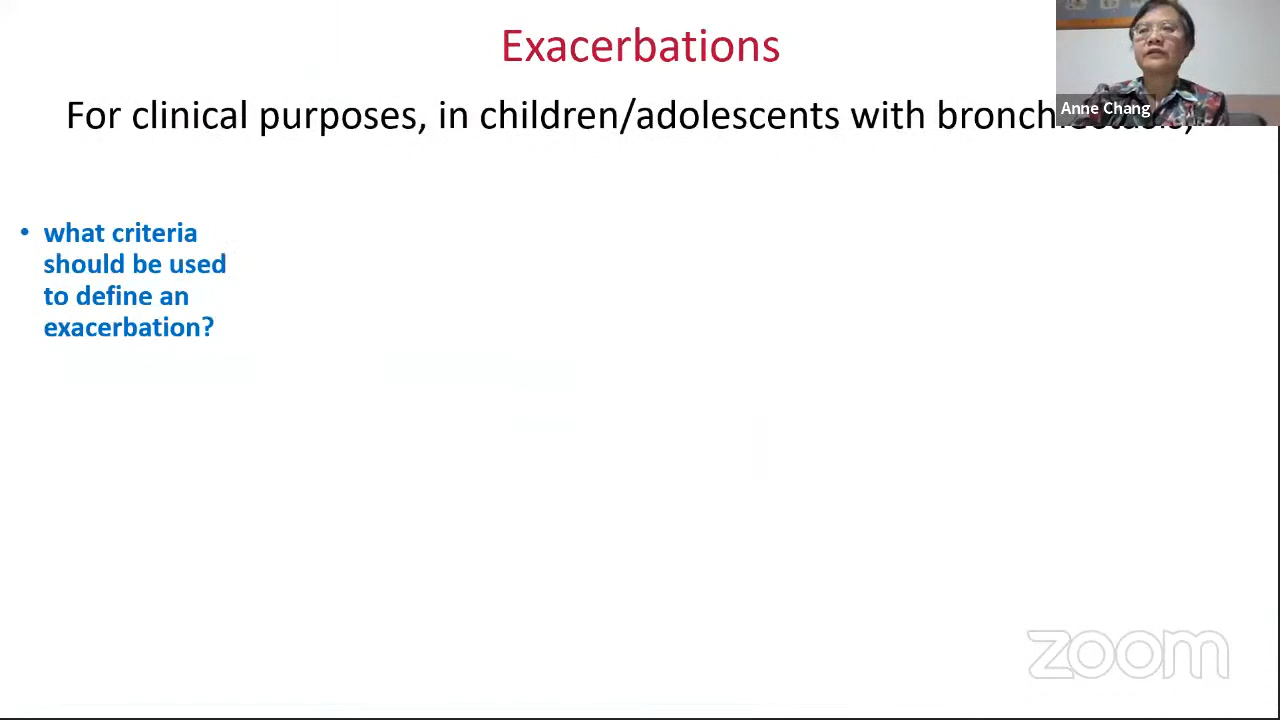 Exacerbations
For clinical purposes, in children/adolescents with
Anne Chang
• what criteria
should be used
to define an
exacerbation?
zoom